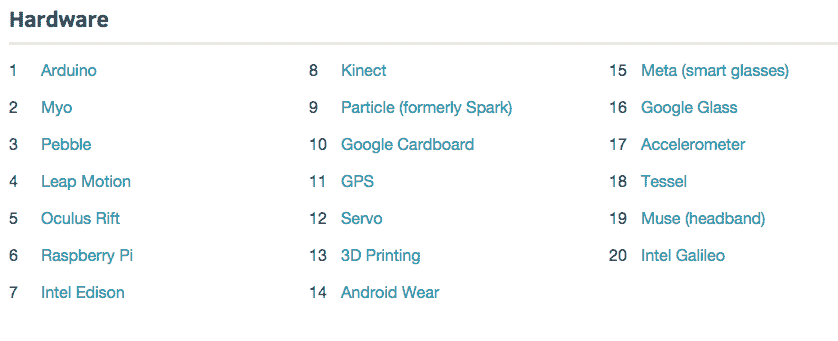 Hardware
1 Arduino
2 Myo
3 Pebble
4 Leap Motion
5 Oculus Rift
6 Raspberry Pi
7 Intel Edison
8 Kinect
9 Particle (formerly Spark)
10 Google Cardboard
11 GPS
12 Servo
13 3D Printing
14 Android Wear
15 Meta (smart glasses)
16 Google Glass
17 Accelerometer
18 Tessel
19 Muse (headband)
20 Intel Galileo